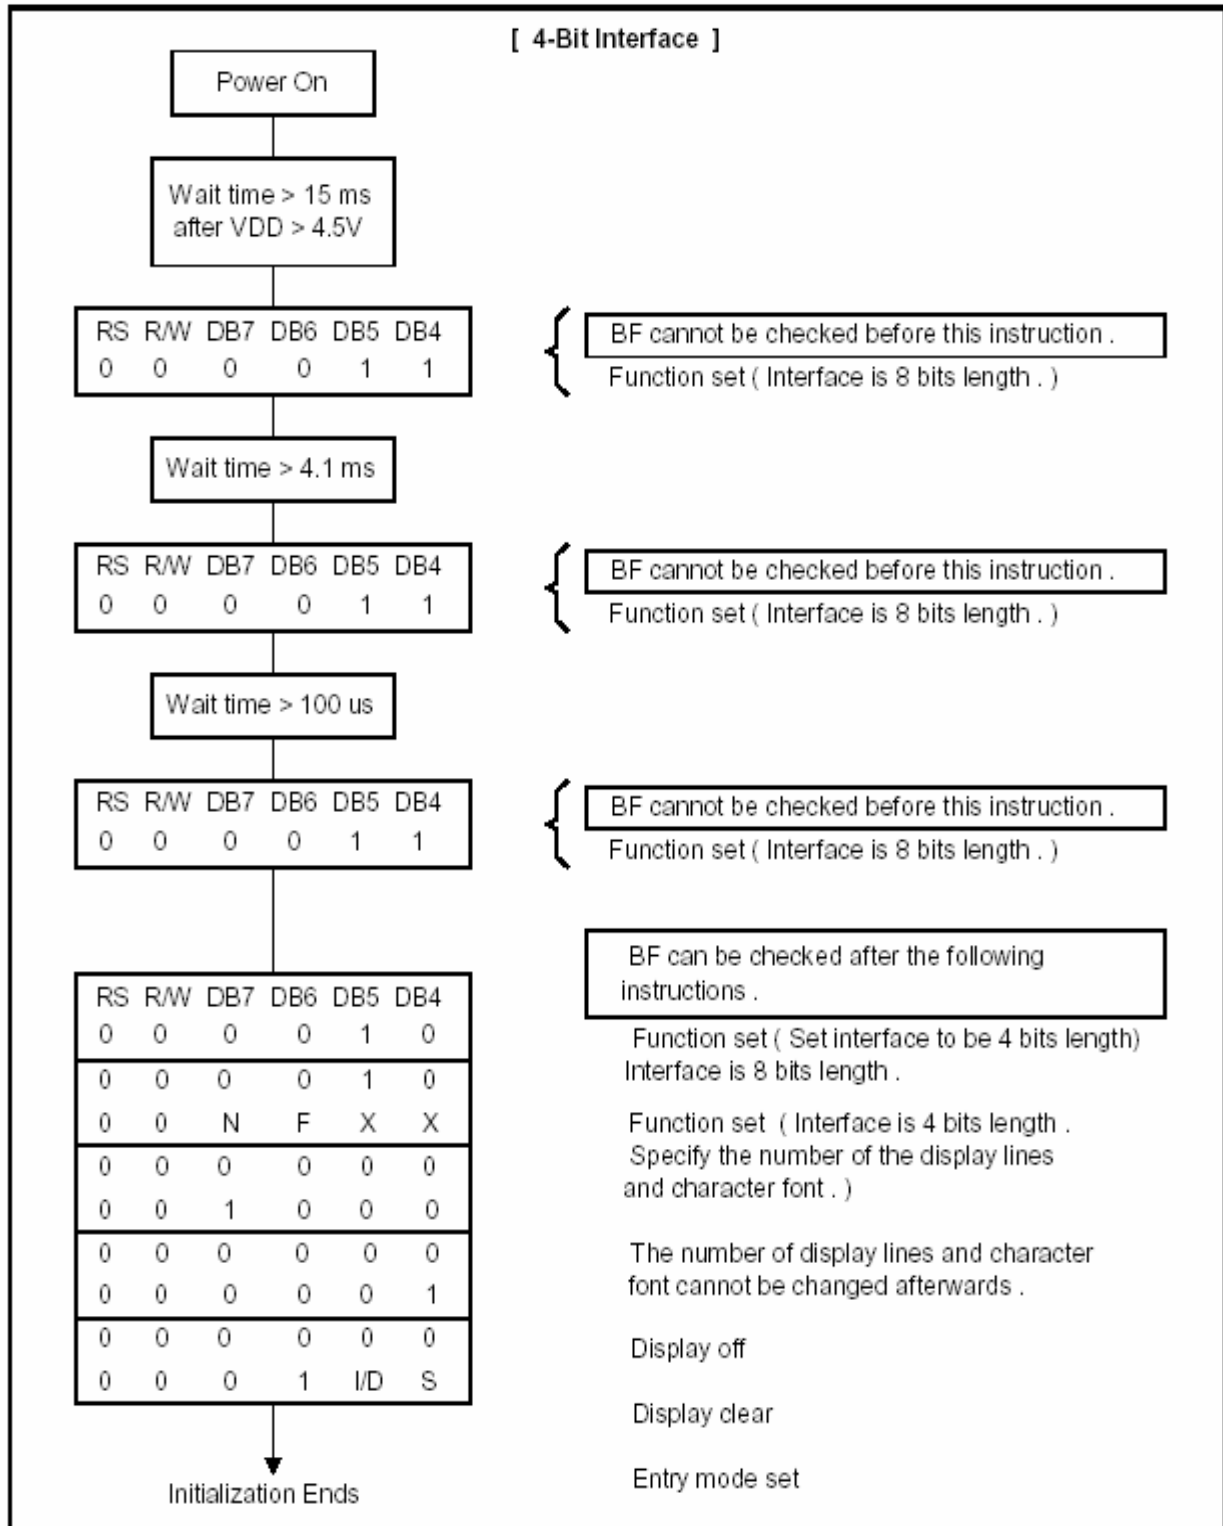 [ 4-Bit Interface ]
Power On
Wait time > 15 ms
after VDD > 4.5V
RS R/W DB7 DB6 DB5 DB4
0 0 0 0 1 1
BF cannot be checked before this instruction .
Function set ( Interface is 8 bits length . )
Wait time > 4.1 ms
RS R/W DB7 DB6 DB5 DB4
0 0 0 0 1 1
BF cannot be checked before this instruction .
Function set ( Interface is 8 bits length . )
Wait time > 100 us
RS R/W DB7 DB6 DB5 DB4
0 0 0 0 1 1
BF cannot be checked before this instruction .
Function set ( Interface is 8 bits length . )
RS R/W DB7 DB6 DB5 DB4
0 0 0 0 1 0
0 0 0 0 1 0
0 0 N F X X
0 0 0 0 0 0
0 0 1 0 0 0
0 0 0 0 0 0
0 0 0 0 0 1
0 0 0 0 0 0
0 0 0 1 I/D S
BF can be checked after the following
instructions .
Function set ( Set interface to be 4 bits length)
Interface is 8 bits length .
Function set ( Interface is 4 bits length .
Specify the number of the display lines
and character font . )
The number of display lines and character
font cannot be changed afterwards .
Display off
Display clear
Entry mode set
Initialization Ends